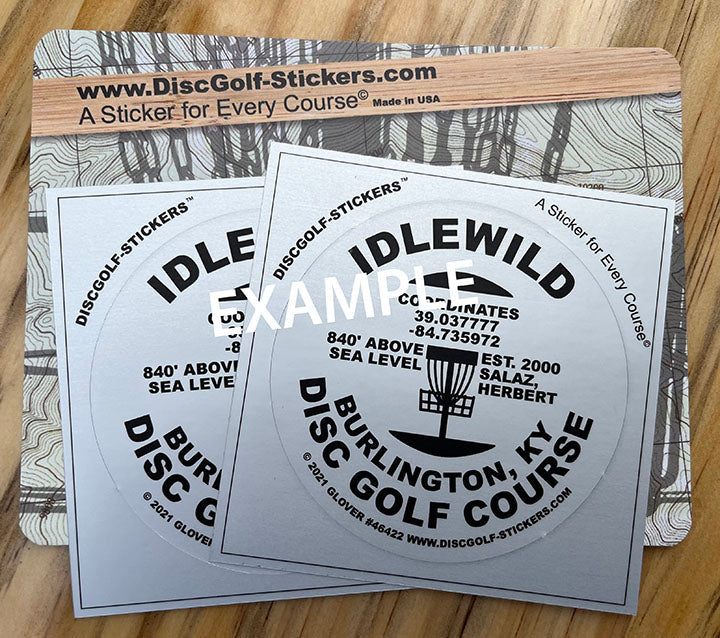 www.DiscGolf-Stickers.com
A Sticker for Every Course© Made in USA
DISCGOLF-STICKERS™
IDLE
COO
840' ABOV
SEA LEVEL
BURL
DISC G
© 2021 GLOVER
DISCGOLF-STICKERS™
A Sticker for Every Course©
IDLEWILD
EXAMPLE
COORDINATES
39.037777
-84.735972
840' ABOVE
SEA LEVEL
EST. 2000
SALAZ,
HERBERT
BURLINGTON, KY
DISC GOLF COURSE
© 2021 GLOVER #46422 WWW.DISCGOLF-STICKERS.COM